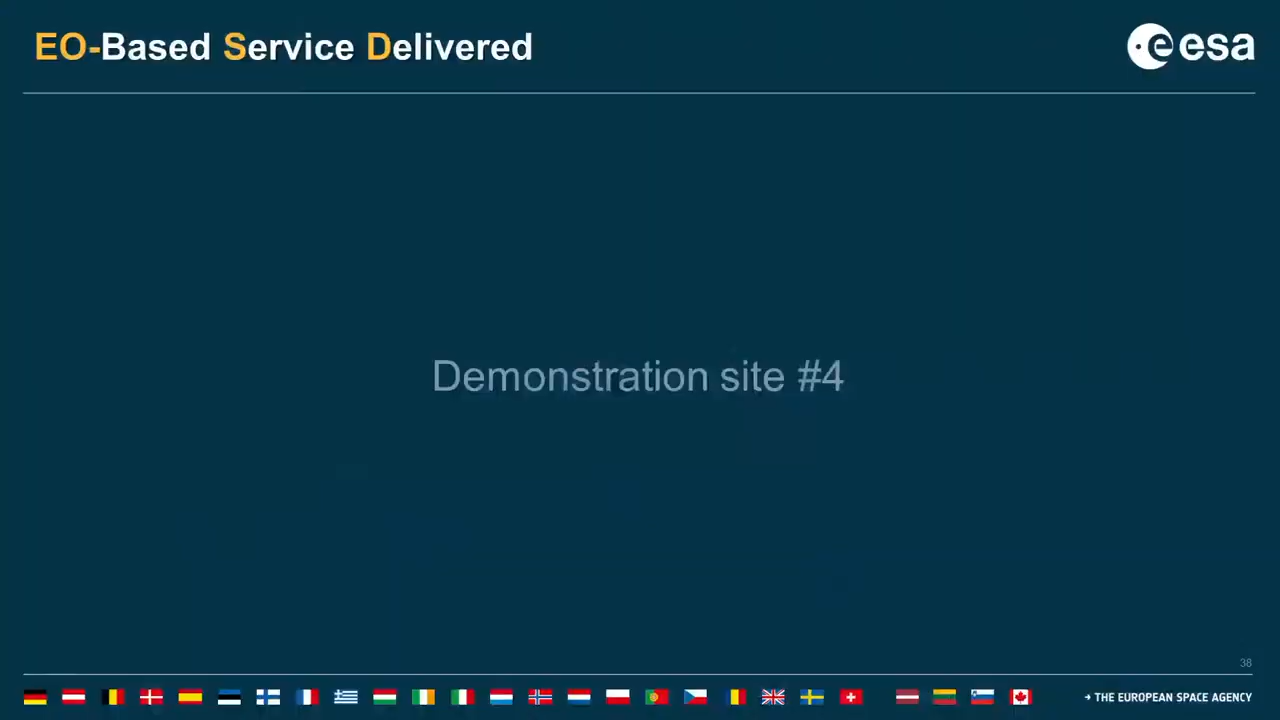 EO-Based Service Delivered
esa
Demonstration site #4
38
→ THE EUROPEAN SPACE AGENCY